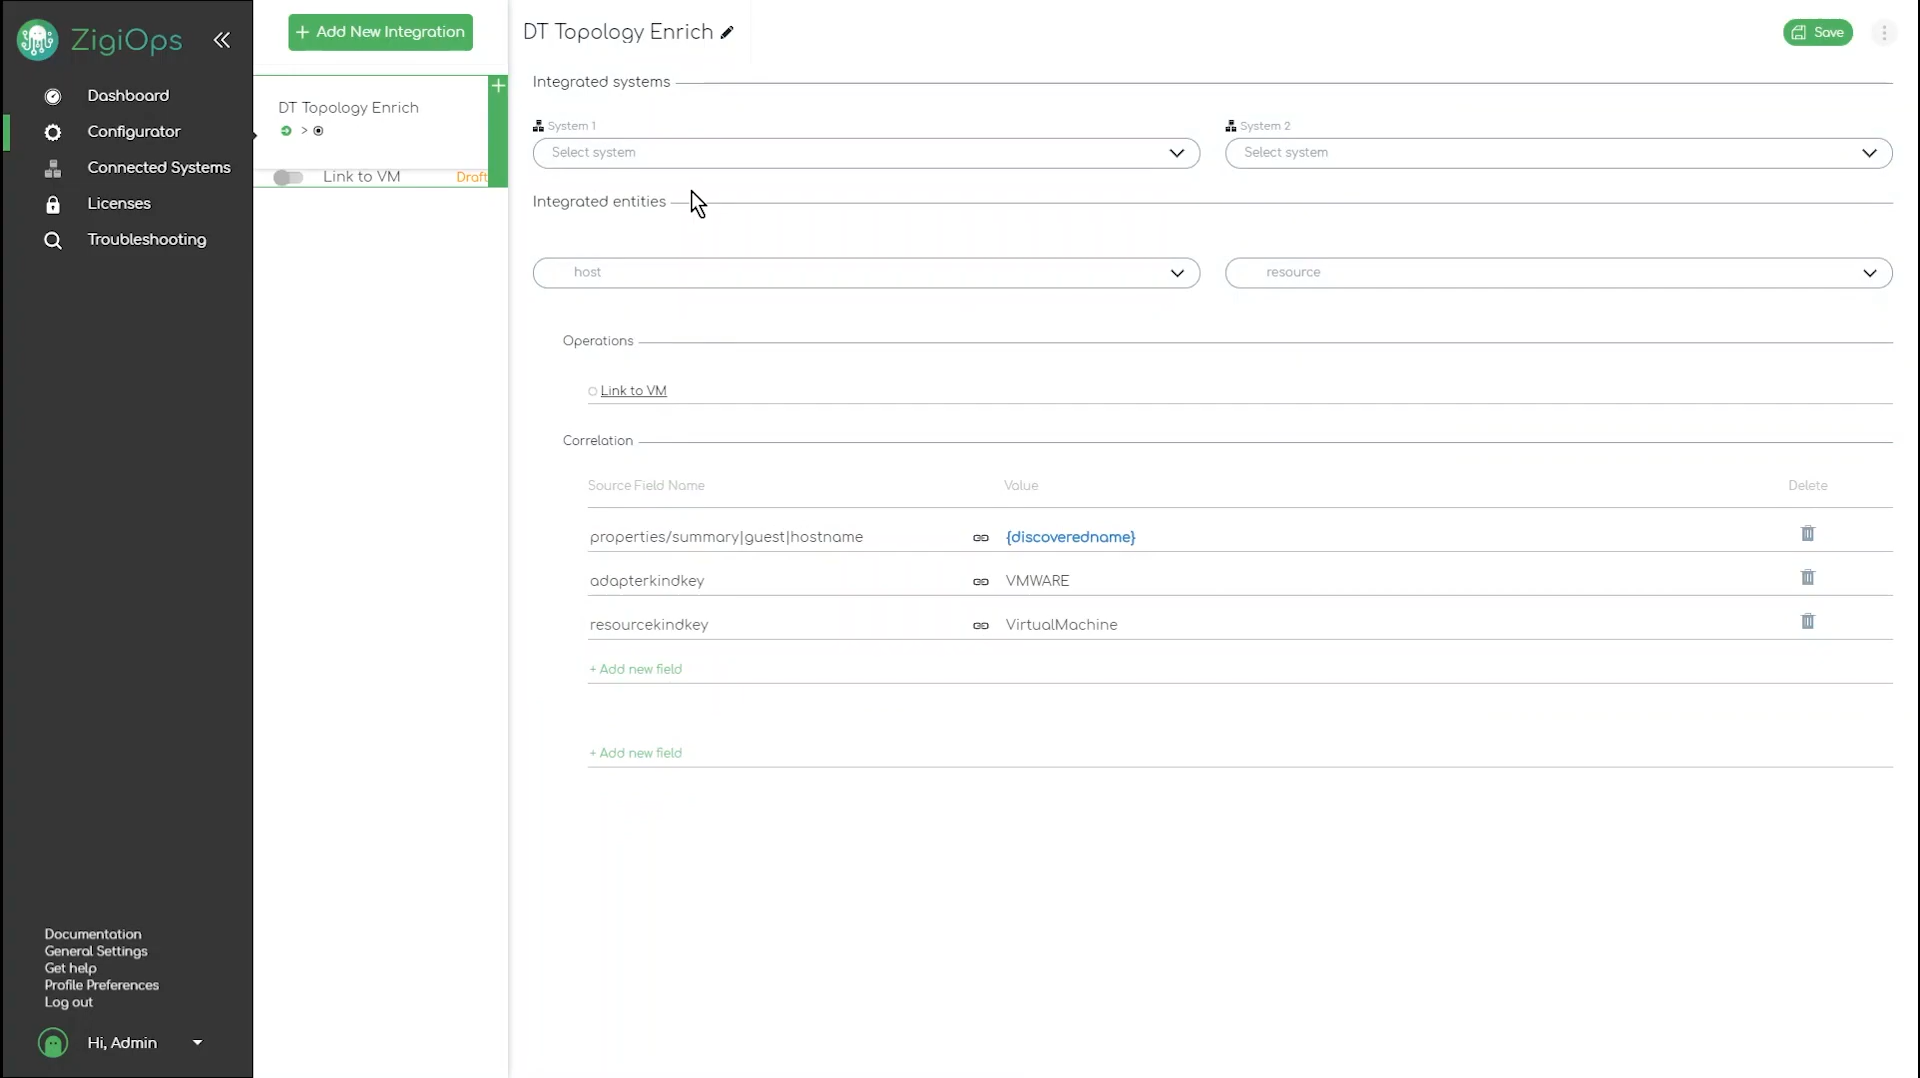 ZigiOps
Dashboard
Configurator
Connected Systems
Licenses
Troubleshooting
Documentation
General Settings
Get help
Profile Preferences
Log out
Hi, Admin
+ Add New Integration
DT Topology Enrich
>
+
Link to VM
Draft
DT Topology Enrich
Save
Integrated systems
System 1
Select system
System 2
Select system
Integrated entities
host
resource
Operations
Link to VM
Correlation
Source Field Name Value Delete
properties/summary|guest|hostname {discoveredname}
adapterkindkey VMWARE
resourcekindkey VirtualMachine
+ Add new field
+ Add new field